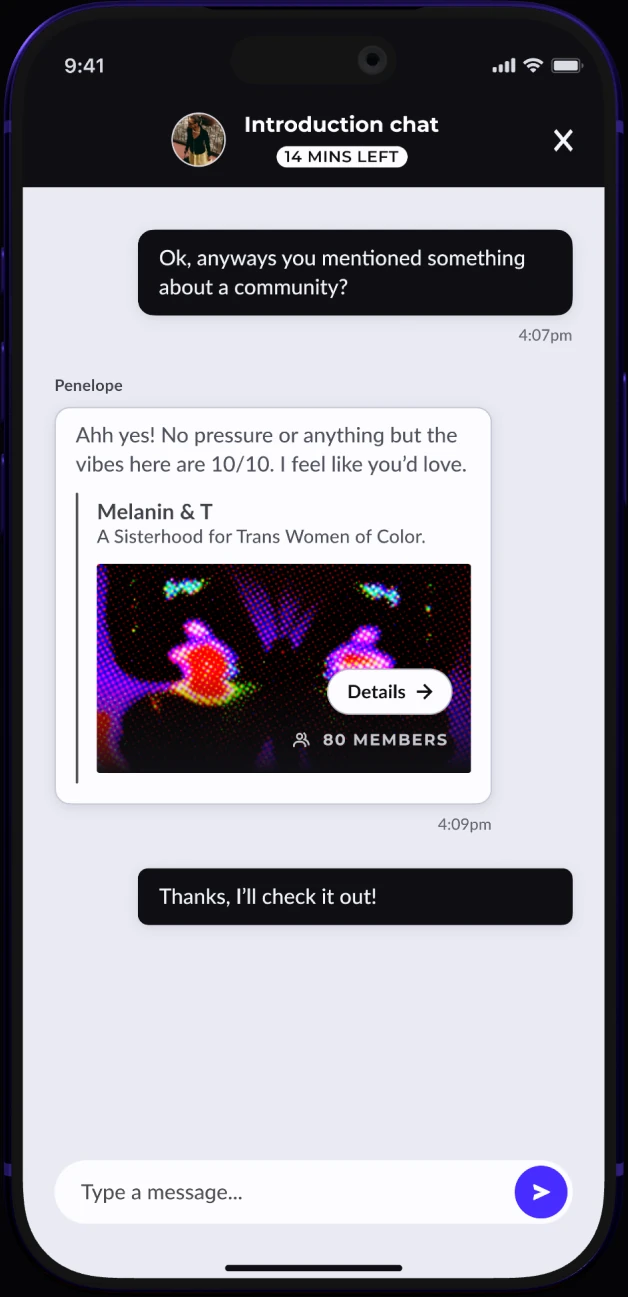 9:41
Introduction chat
14 MINS LEFT
Ok, anyways you mentioned something
about a community?
4:07pm
Penelope
Ahh yes! No pressure or anything but the
vibes here are 10/10. I feel like you’d love.
Melanin & T
A Sisterhood for Trans Women of Color.
Details
80 MEMBERS
4:09pm
Thanks, I’ll check it out!
Type a message...